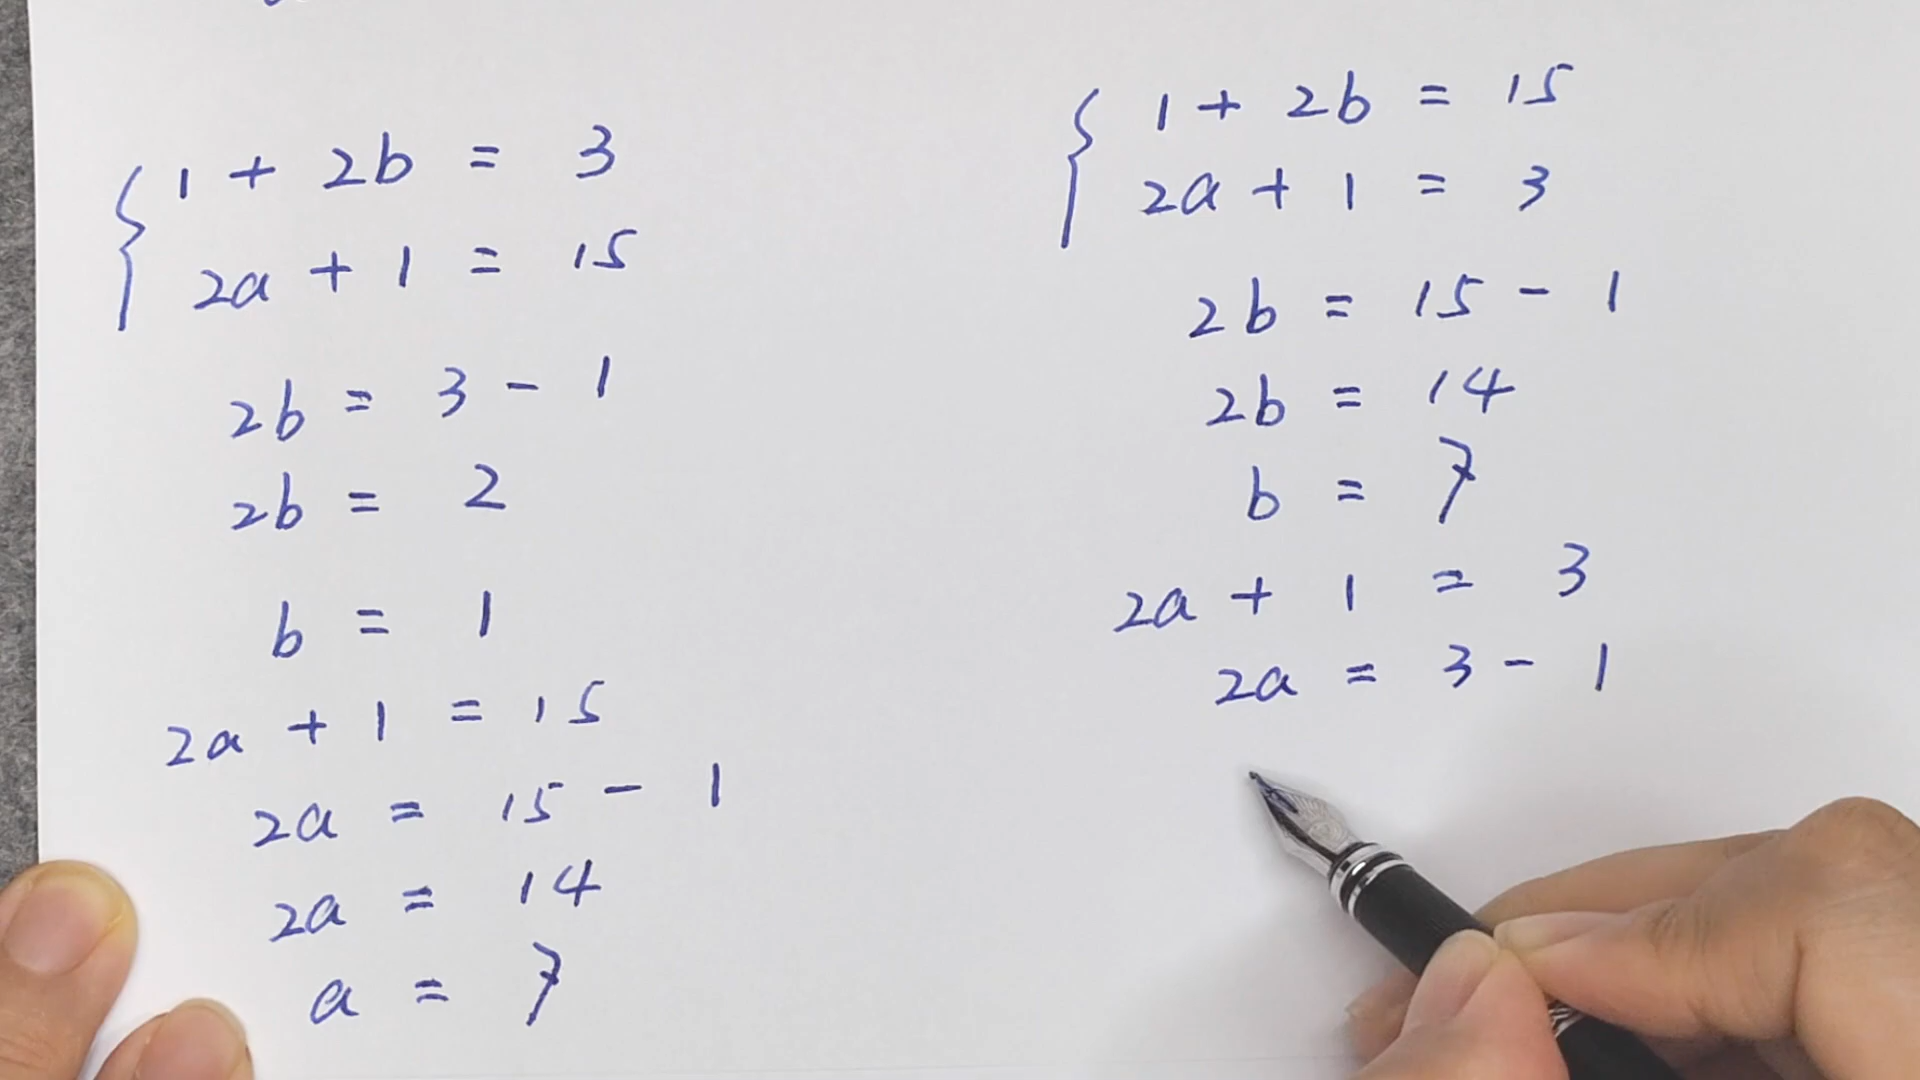 1 + 2b = 3
2a + 1 = 15
2b = 3 - 1
2b = 2
b = 1
2a + 1 = 15
2a = 15 - 1
2a = 14
a = 7
1 + 2b = 15
2a + 1 = 3
2b = 15 - 1
2b = 14
b = 7
2a + 1 = 3
2a = 3 - 1